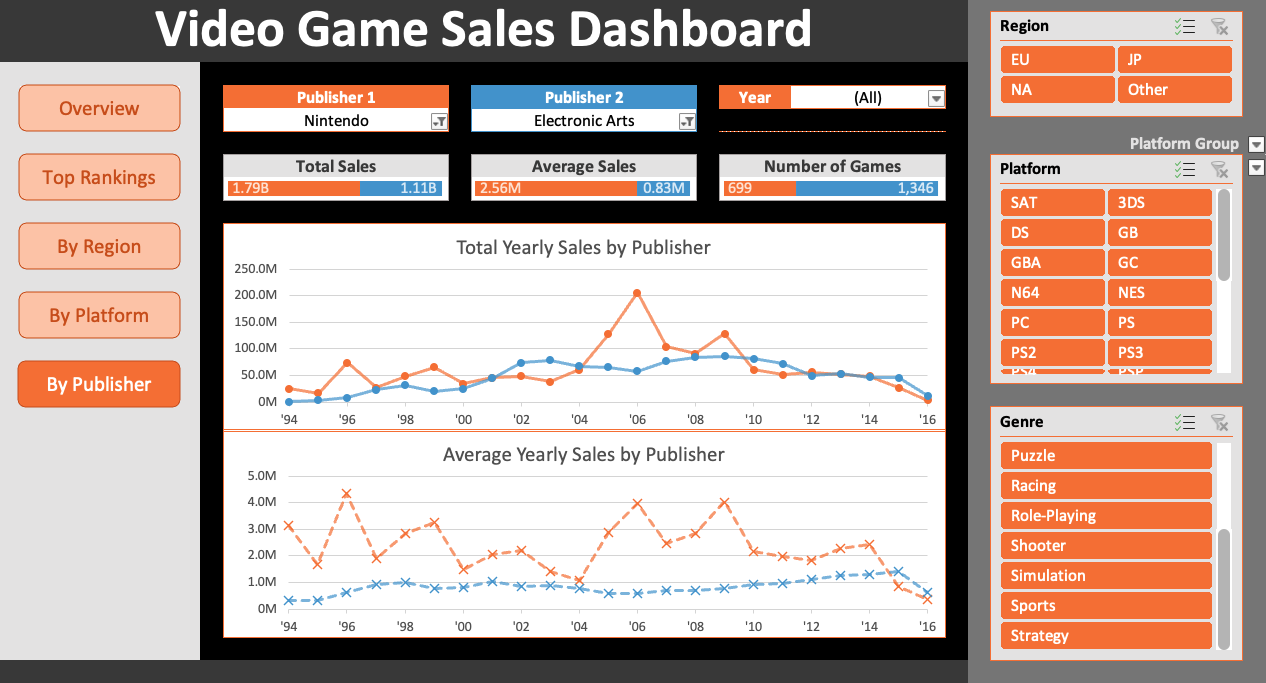 Video Game Sales Dashboard
Overview
Top Rankings
By Region
By Platform
By Publisher
Publisher 1
Nintendo
Publisher 2
Electronic Arts
Year (All)
Total Sales
1.79B 1.11B
Average Sales
2.56M 0.83M
Number of Games
699 1,346
Total Yearly Sales by Publisher
250.0M
200.0M
150.0M
100.0M
50.0M
0M
'94 '96 '98 '00 '02 '04 '06 '08 '10 '12 '14 '16
Average Yearly Sales by Publisher
5.0M
4.0M
3.0M
2.0M
1.0M
0M
'94 '96 '98 '00 '02 '04 '06 '08 '10 '12 '14 '16
Region
EU JP
NA Other
Platform Group
Platform
SAT 3DS
DS GB
GBA GC
N64 NES
PC PS
PS2 PS3
PS4 PSP
Genre
Puzzle
Racing
Role-Playing
Shooter
Simulation
Sports
Strategy